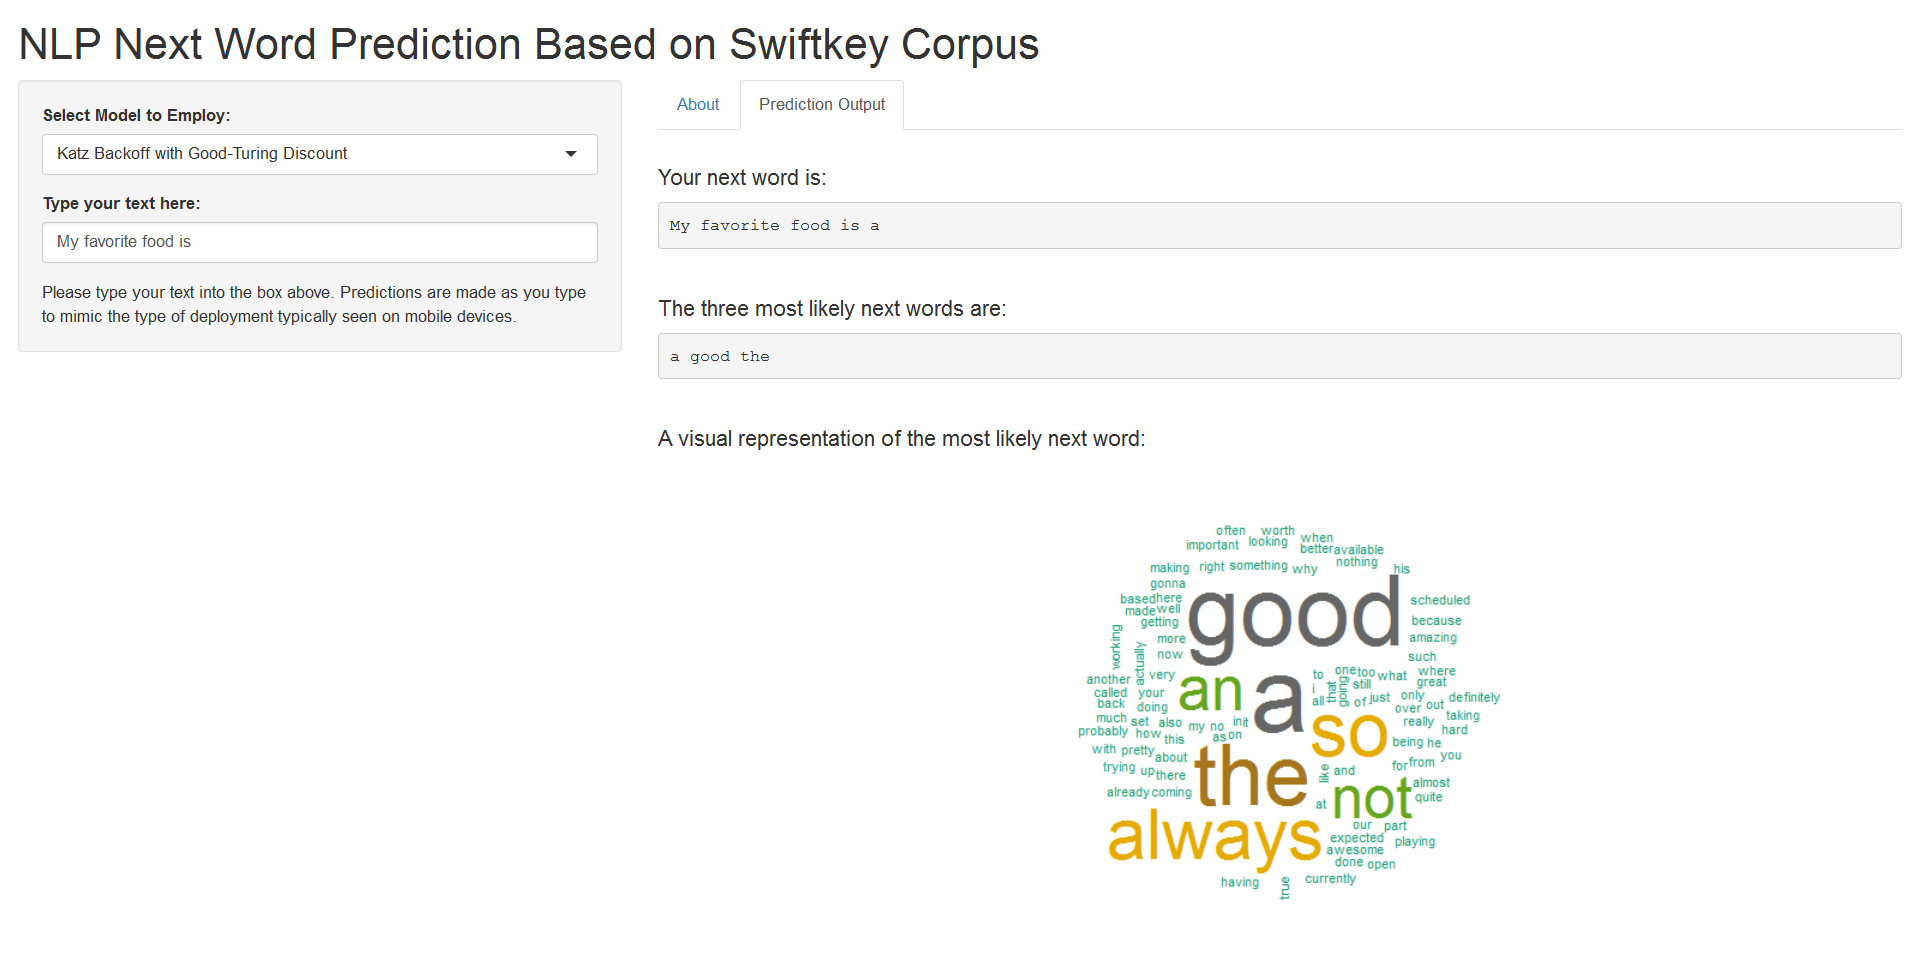 NLP Next Word Prediction Based on Swiftkey Corpus
Select Model to Employ:
Katz Backoff with Good-Turing Discount
Type your text here:
My favorite food is
Please type your text into the box above. Predictions are made as you type
to mimic the type of deployment typically seen on mobile devices.
About
Prediction Output
Your next word is:
My favorite food is a
The three most likely next words are:
a good the
A visual representation of the most likely next word:
often worth when
important looking better available
making right something why nothing his
gonna
based here good scheduled
made well because
getting amazing
working more
now such
actually
another very an a to one too what where
called your i that going still great
back doing all of just only definitely
much set also my no init over out taking
probably how this as on so really hard
with pretty about the being he you
trying up there like and for from
already coming at not almost
quite
always our part
expected playing
awesome
done open
having true currently